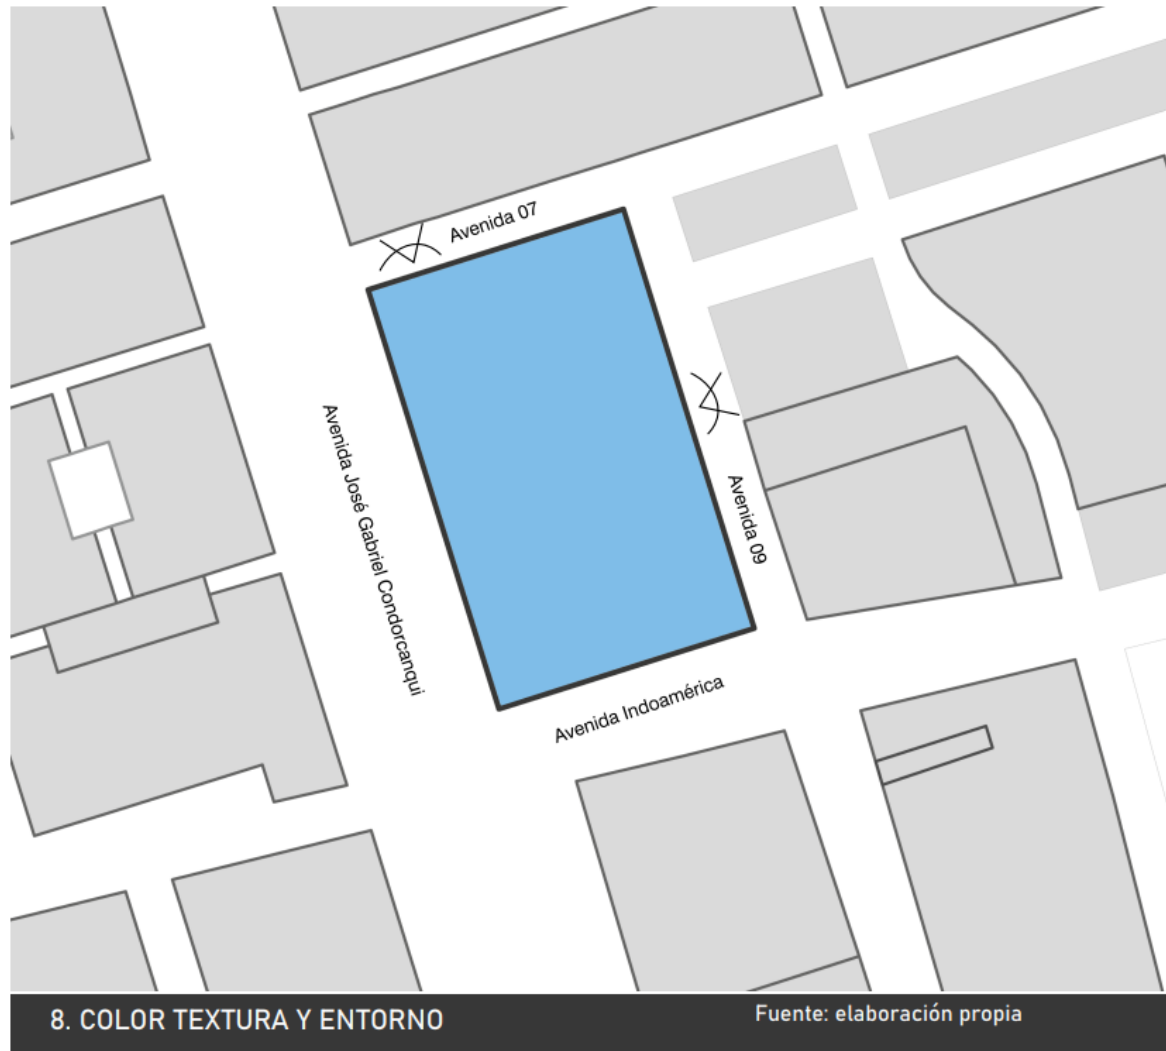 Avenida 07
Avenida José Gabriel Condorcanqui
Avenida 09
Avenida Indoamérica
8. COLOR TEXTURA Y ENTORNO
Fuente: elaboración propia